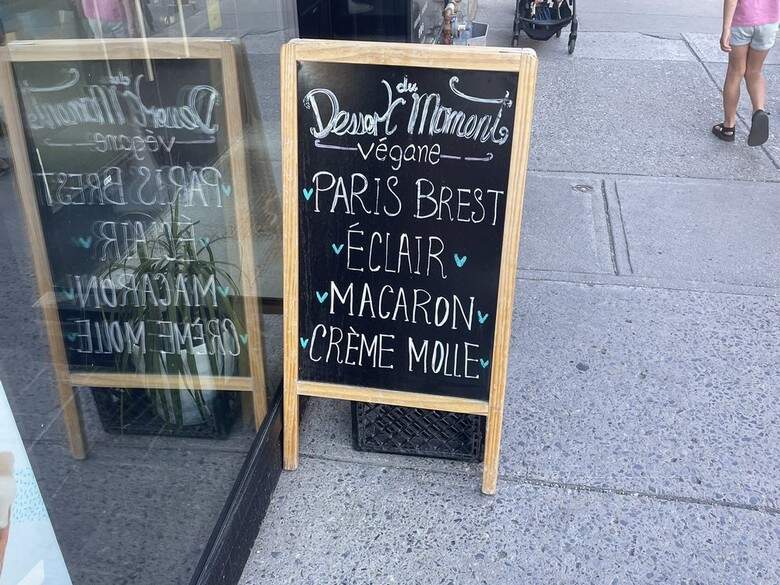 Dessert du Moment
végane
PARIS BREST
ÉCLAIR
MACARON
CRÈME MOLLE